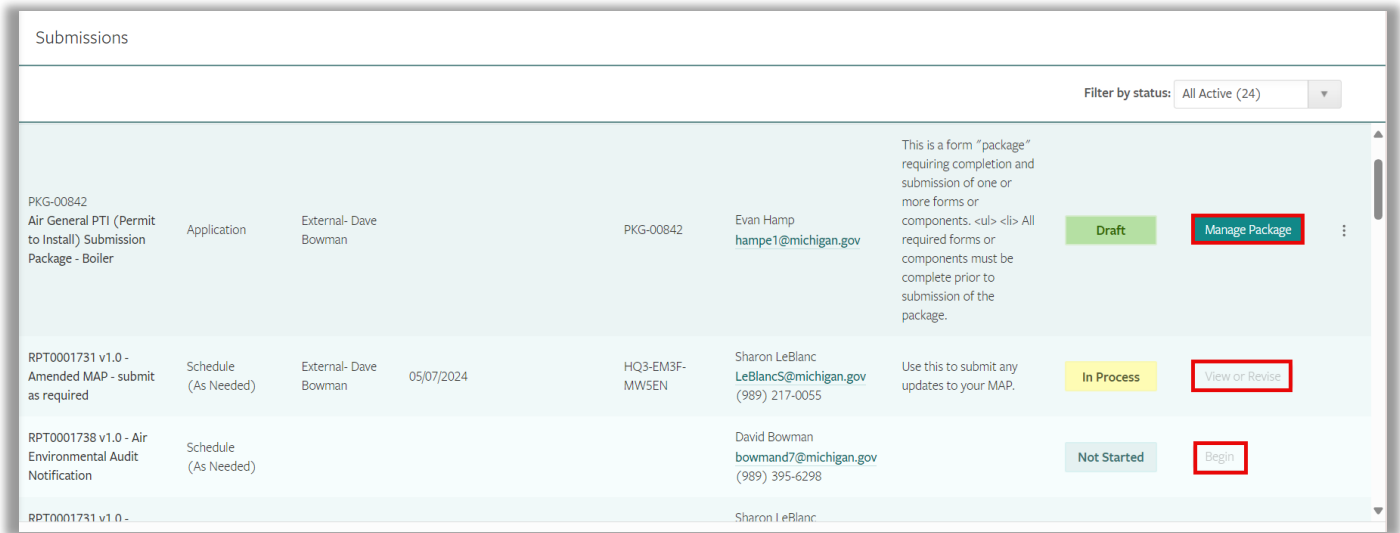 Submissions
Filter by status: All Active (24)
PKG-00842
Air General PTI (Permit
to Install) Submission
Package - Boiler
Application
External- Dave
Bowman
PKG-00842
Evan Hamp
hampe1@michigan.gov
This is a form "package"
requiring completion and
submission of one or
more forms or
components. <ul> <li> All
required forms or
components must be
complete prior to
submission of the
package.
Draft
Manage Package
RPT0001731 v1.0 -
Amended MAP - submit
as required
Schedule
(As Needed)
External- Dave
Bowman
05/07/2024
HQ3-EM3F-
MW5EN
Sharon LeBlanc
LeBlancS@michigan.gov
(989) 217-0055
Use this to submit any
updates to your MAP.
In Process
View or Revise
RPT0001738 v1.0 - Air
Environmental Audit
Notification
Schedule
(As Needed)
David Bowman
bowmand7@michigan.gov
(989) 395-6298
Not Started
Begin
RPT0001731 v1.0 -
Sharon LeBlanc